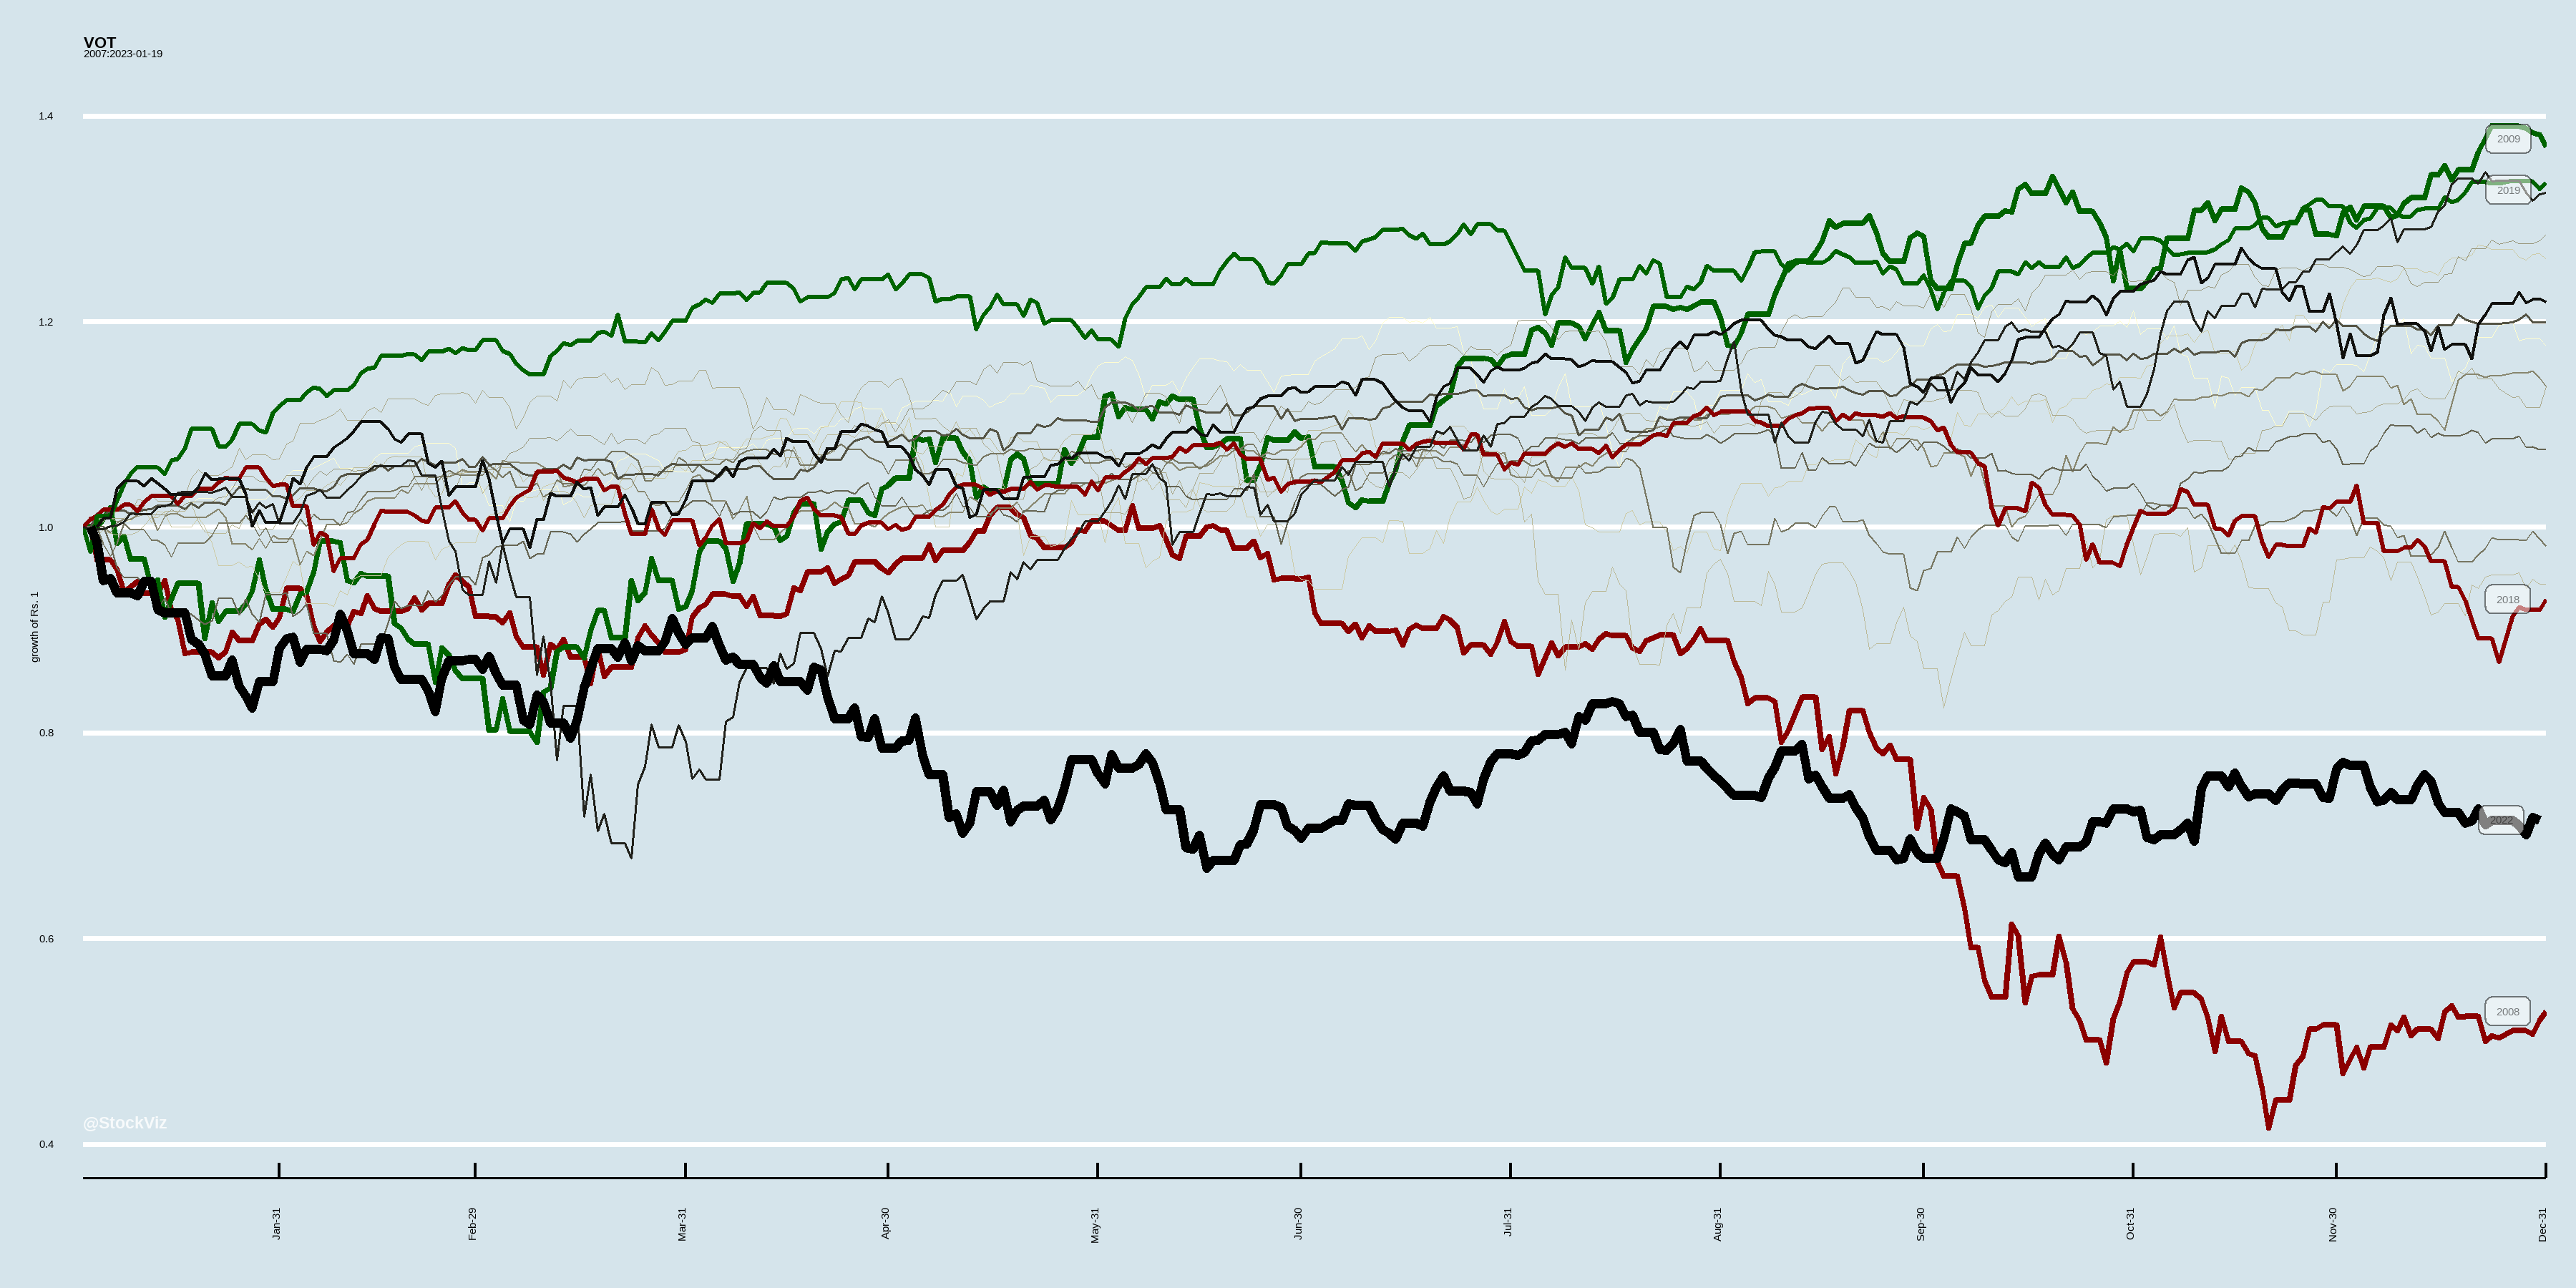 VOT
2007:2023-01-19
1.4
2009
2019
1.2
1.0
growth of Rs. 1
2018
0.8
2022
0.6
2008
@StockViz
0.4
Jan-31
Feb-29
Mar-31
Apr-30
May-31
Jun-30
Jul-31
Aug-31
Sep-30
Oct-31
Nov-30
Dec-31